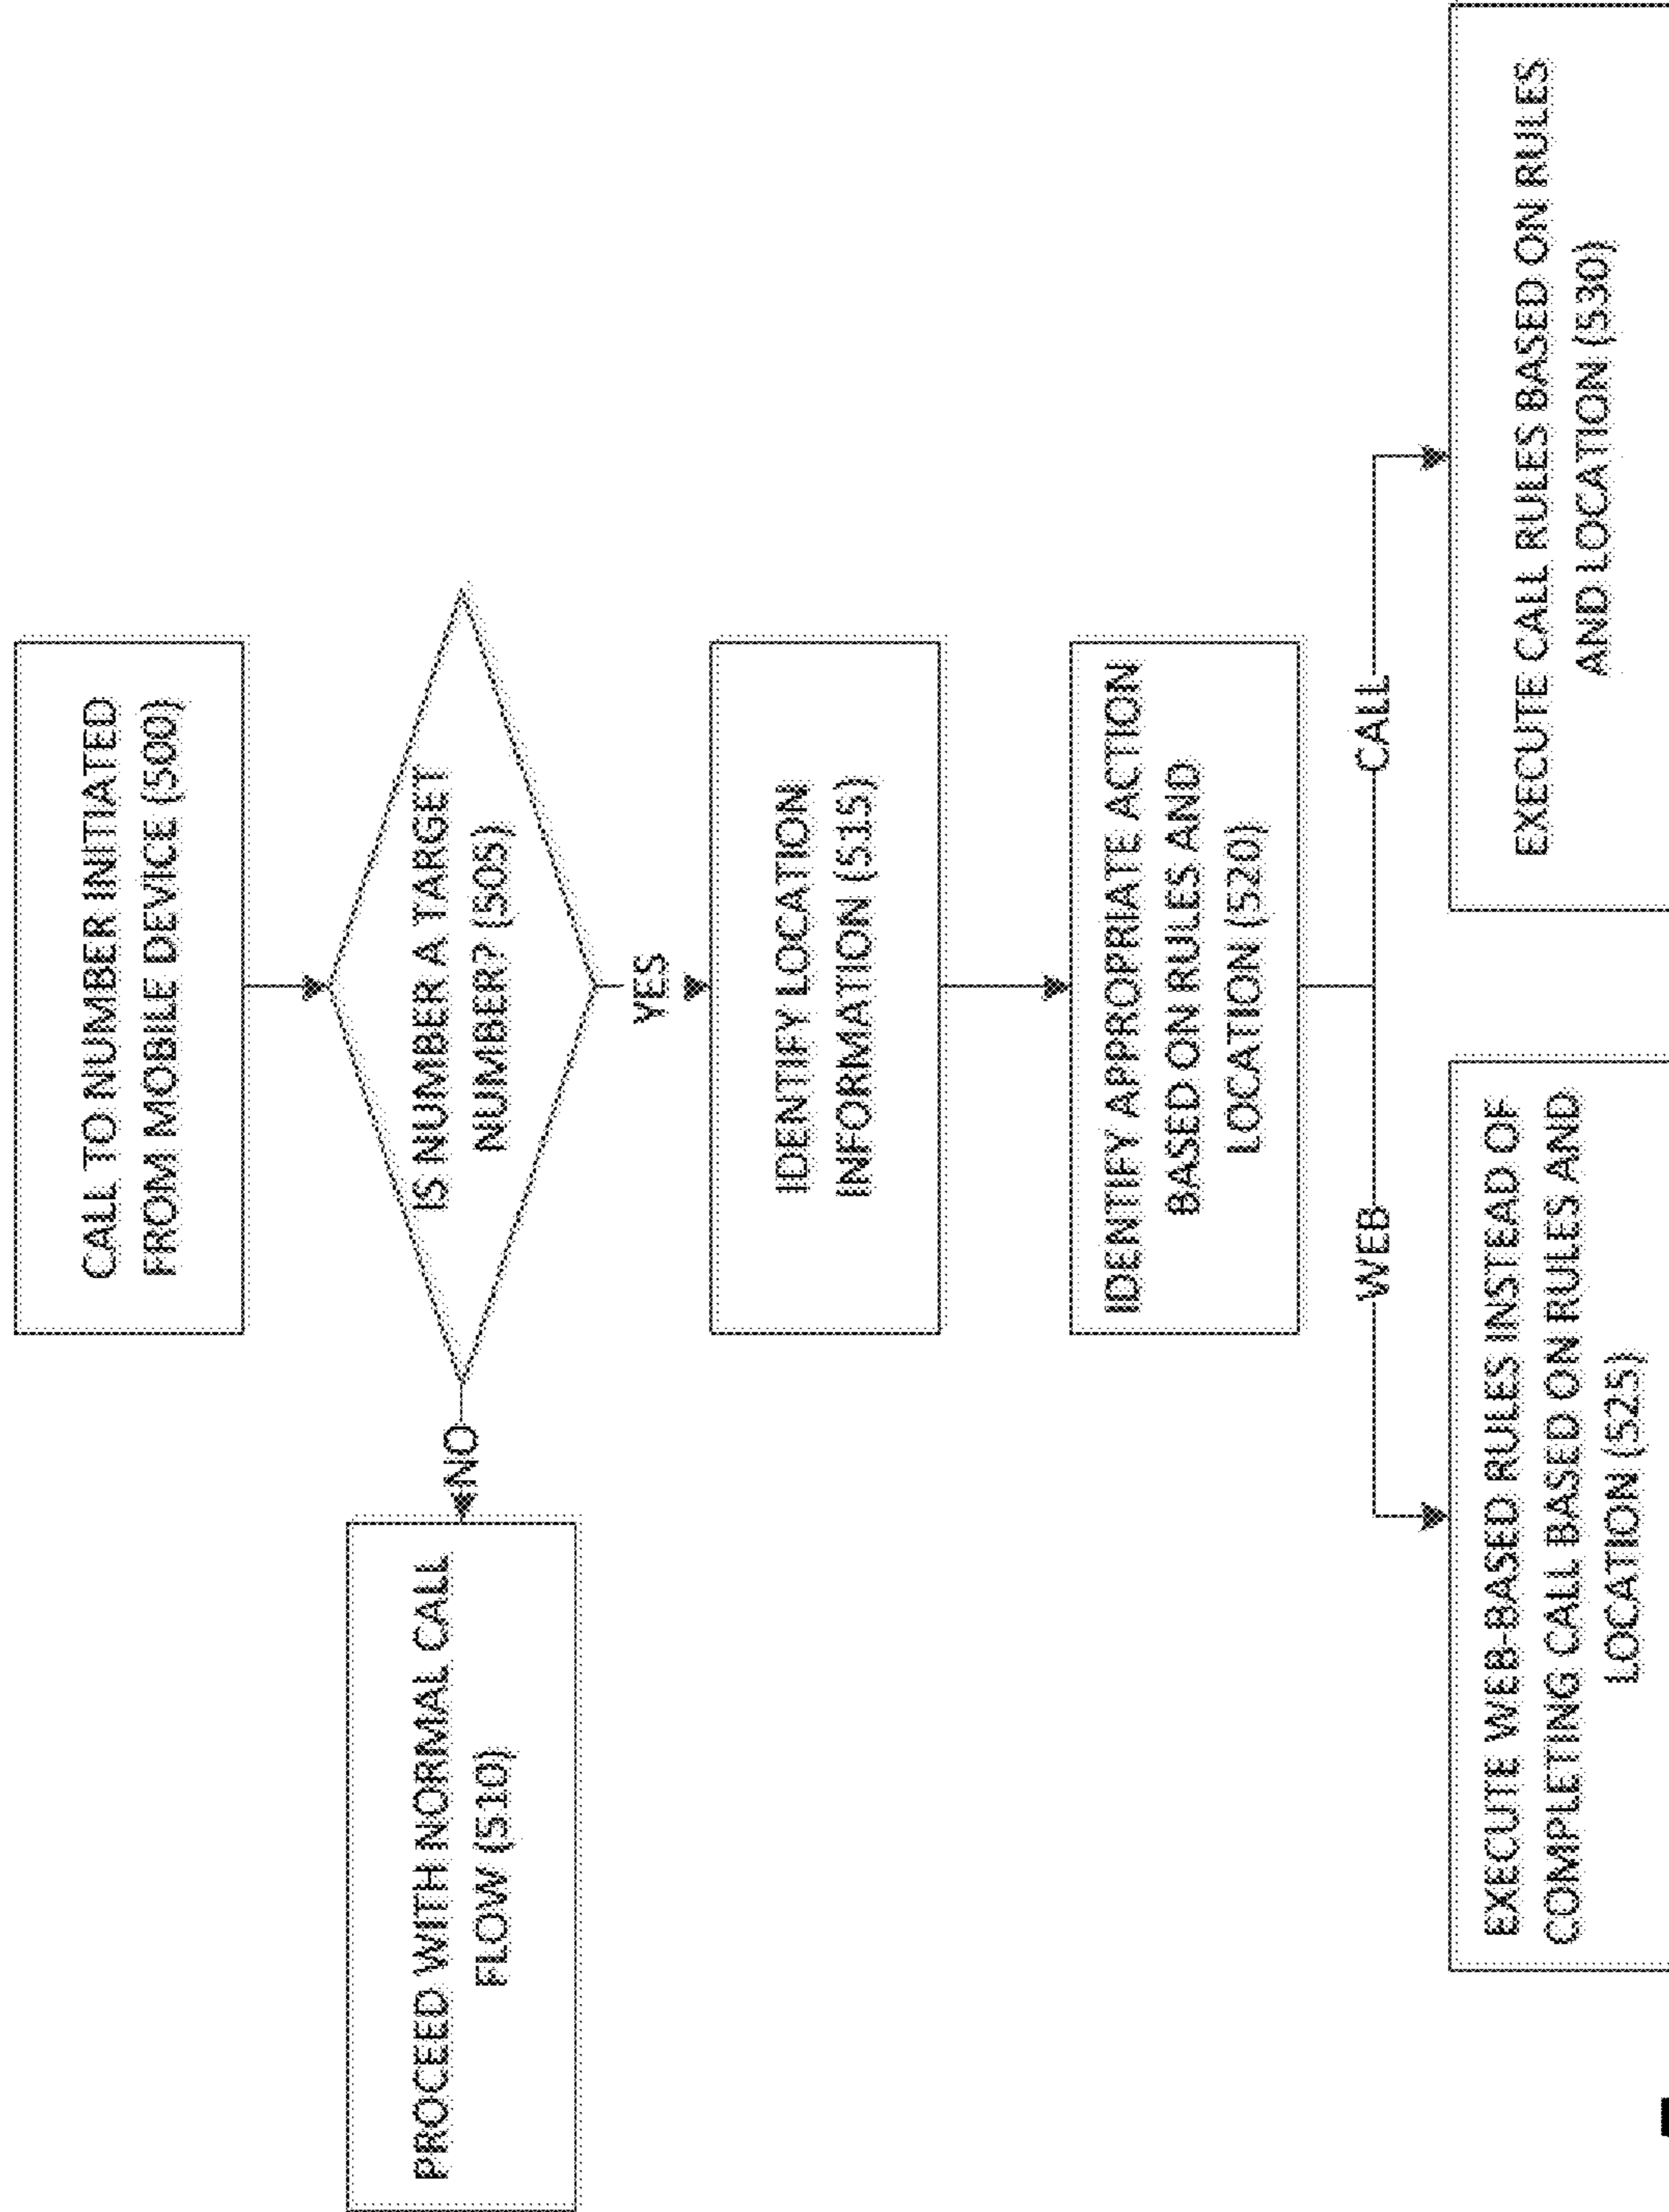 CALL TO NUMBER INITIATED
FROM MOBILE DEVICE (500)
IS NUMBER A TARGET
NUMBER? (505)
NO
PROCEED WITH NORMAL CALL
FLOW (510)
YES
IDENTIFY LOCATION
INFORMATION (515)
IDENTIFY APPROPRIATE ACTION
BASED ON RULES AND
LOCATION (520)
WEB
CALL
EXECUTE WEB-BASED RULES INSTEAD OF
COMPLETING CALL BASED ON RULES AND
LOCATION (525)
EXECUTE CALL RULES BASED ON RULES
AND LOCATION (530)